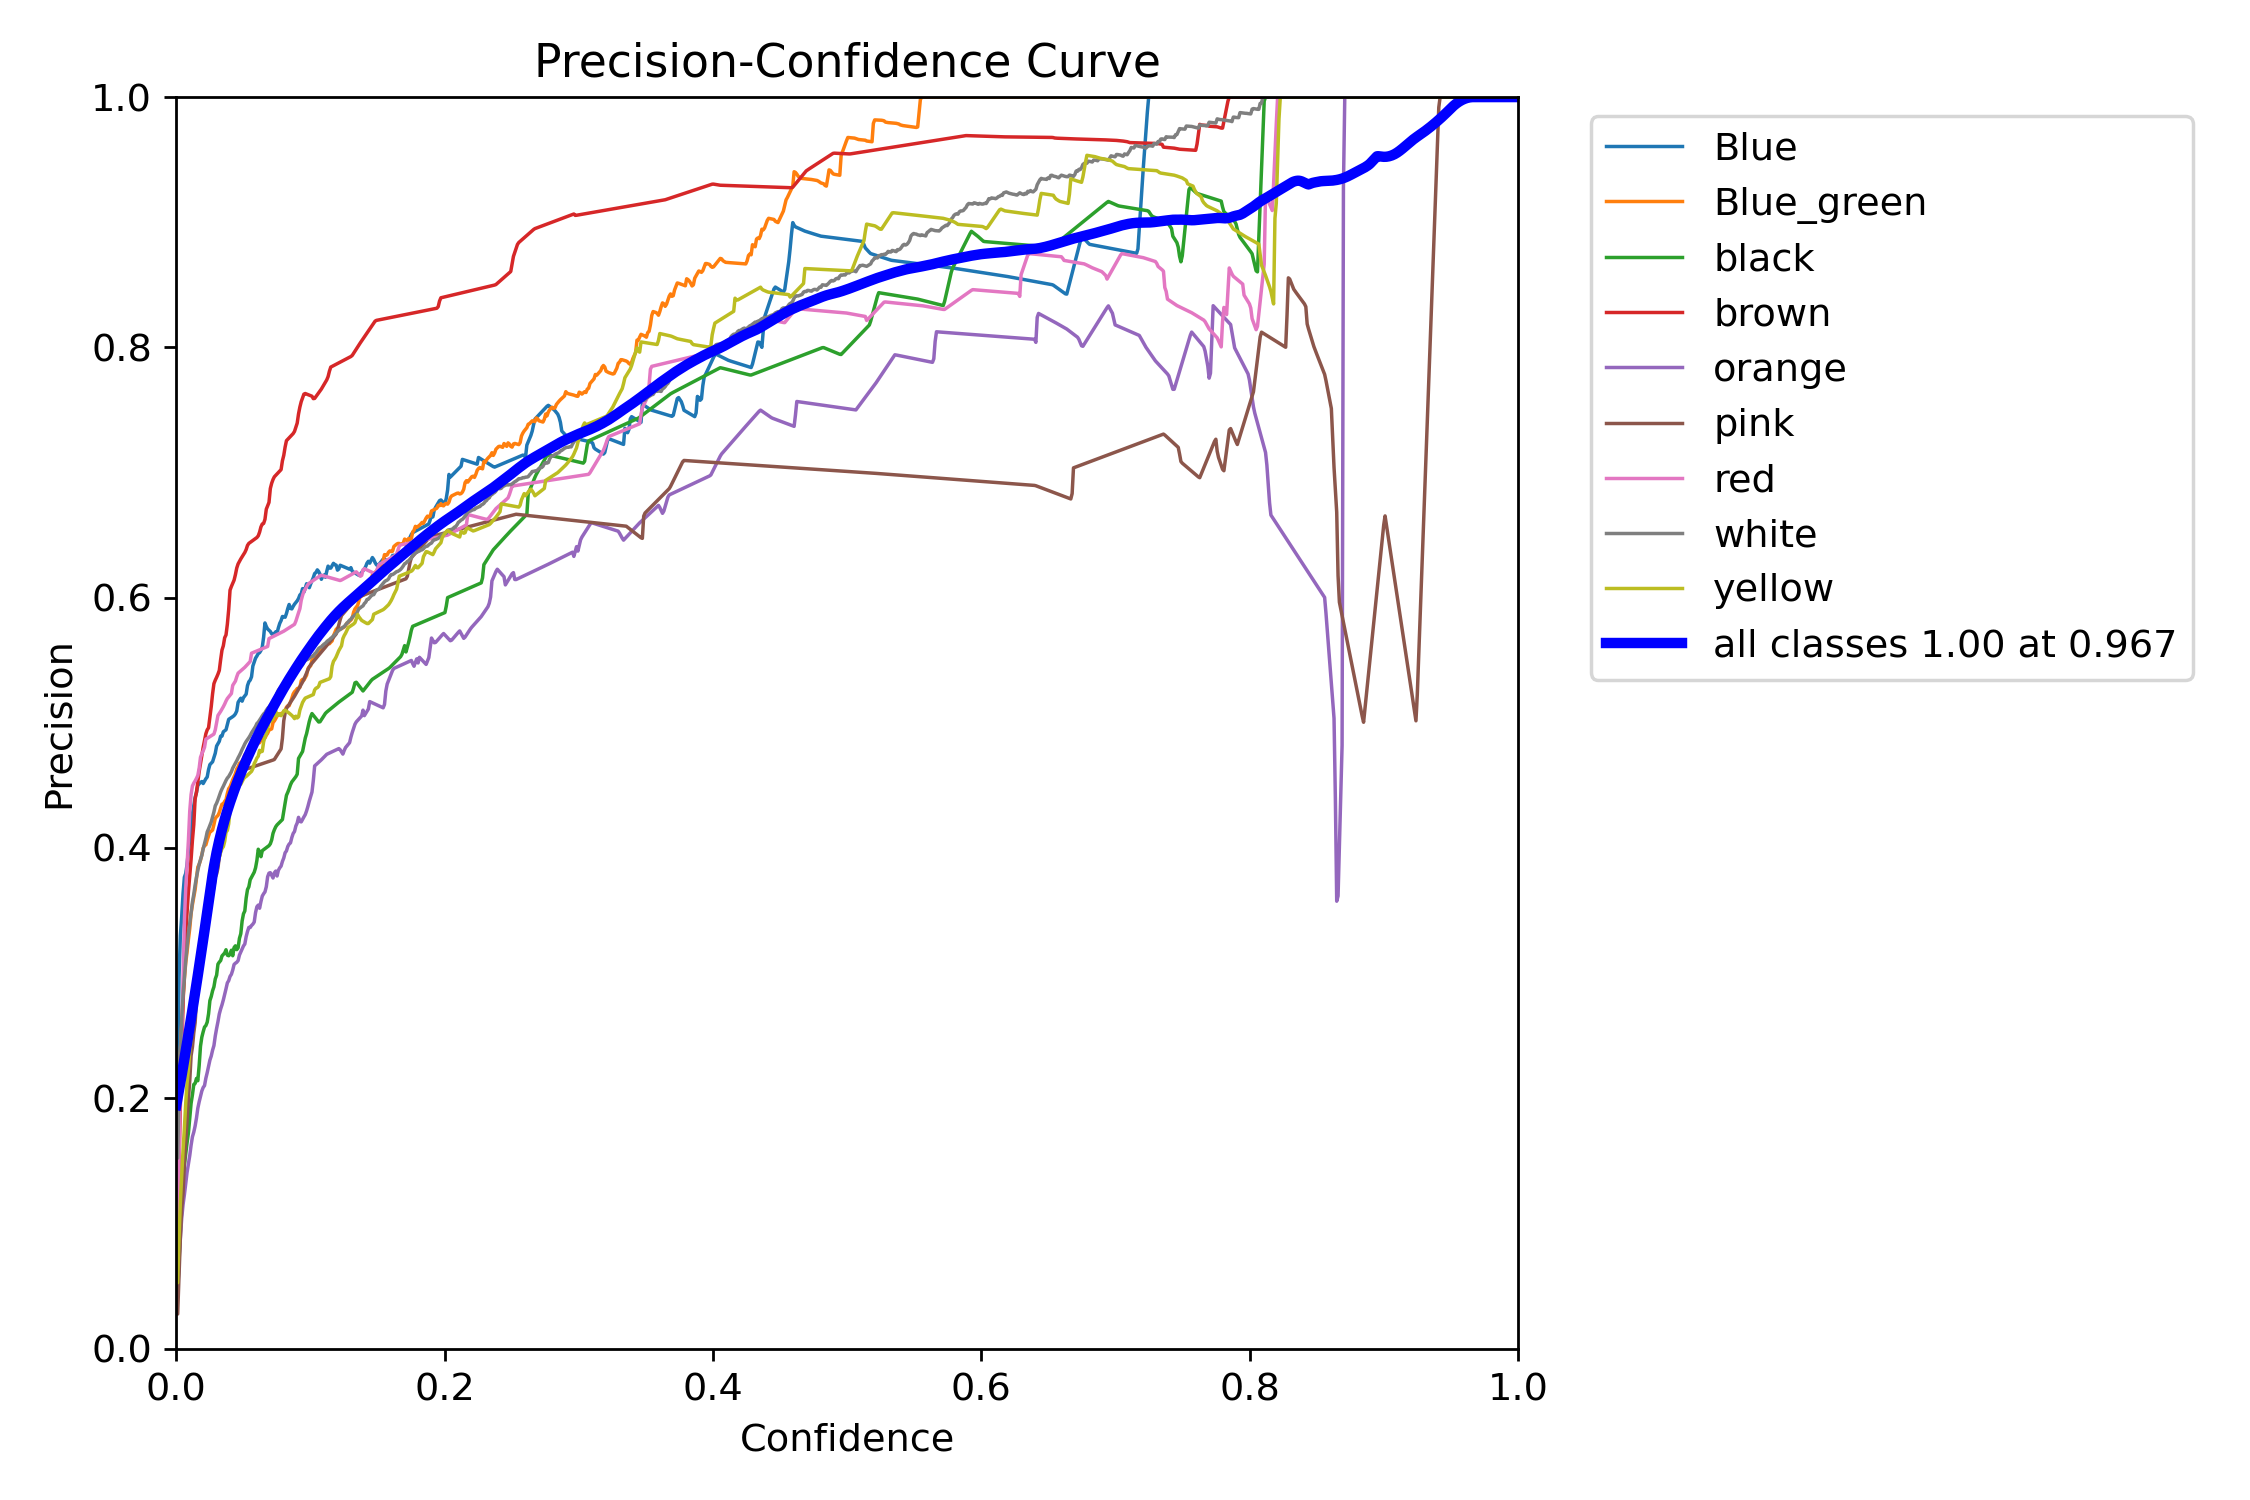 Precision-Confidence Curve
1.0
0.8
0.6
0.4
0.2
0.0
Precision
0.0 0.2 0.4 0.6 0.8 1.0
Confidence
Blue
Blue_green
black
brown
orange
pink
red
white
yellow
all classes 1.00 at 0.967